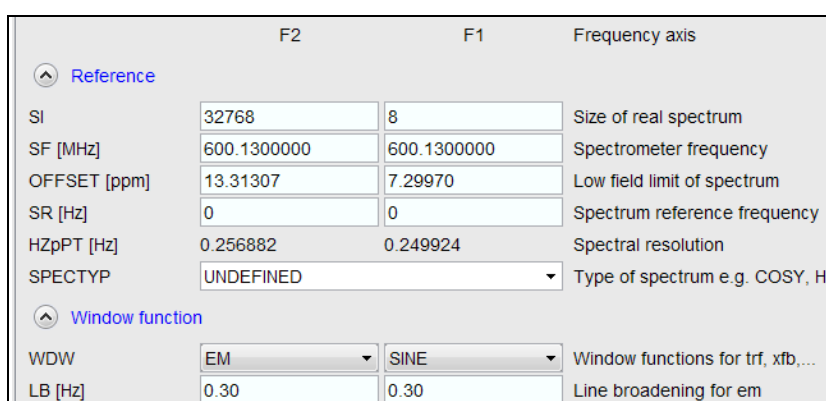 F2 F1 Frequency axis
Reference
SI 32768 8 Size of real spectrum
SF [MHz] 600.1300000 600.1300000 Spectrometer frequency
OFFSET [ppm] 13.31307 7.29970 Low field limit of spectrum
SR [Hz] 0 0 Spectrum reference frequency
HZpPT [Hz] 0.256882 0.249924 Spectral resolution
SPECTYP UNDEFINED Type of spectrum e.g. COSY, H
Window function
WDW EM SINE Window functions for trf, xfb,...
LB [Hz] 0.30 0.30 Line broadening for em